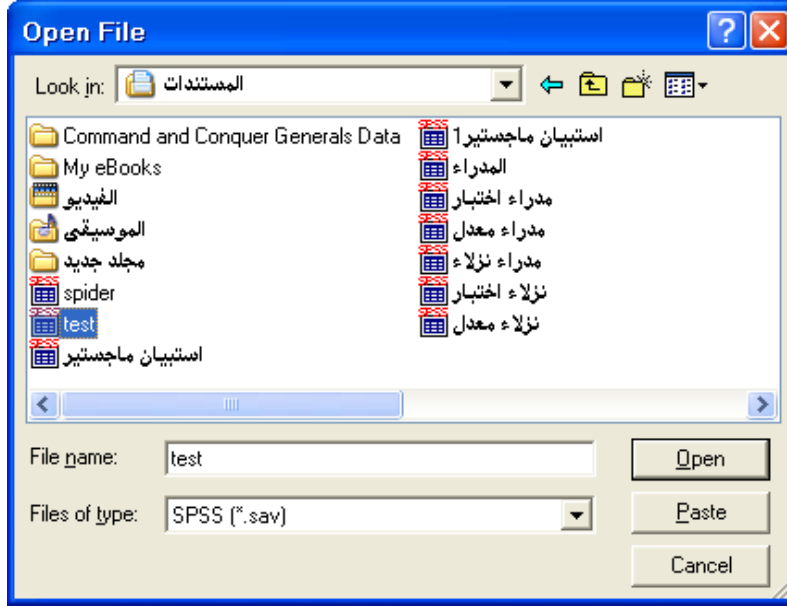 Open File
Look in: المستندات
Command and Conquer Generals Data
My eBooks
الفيديو
الموسيقى
مجلد جديد
spider
test
استبيان ماجستير
استبيان ماجستير1
المدراء
مدراء اختبار
مدراء معدل
مدراء نزلاء
نزلاء اختبار
نزلاء معدل
File name: test
Open
Files of type: SPSS (*.sav)
Paste
Cancel